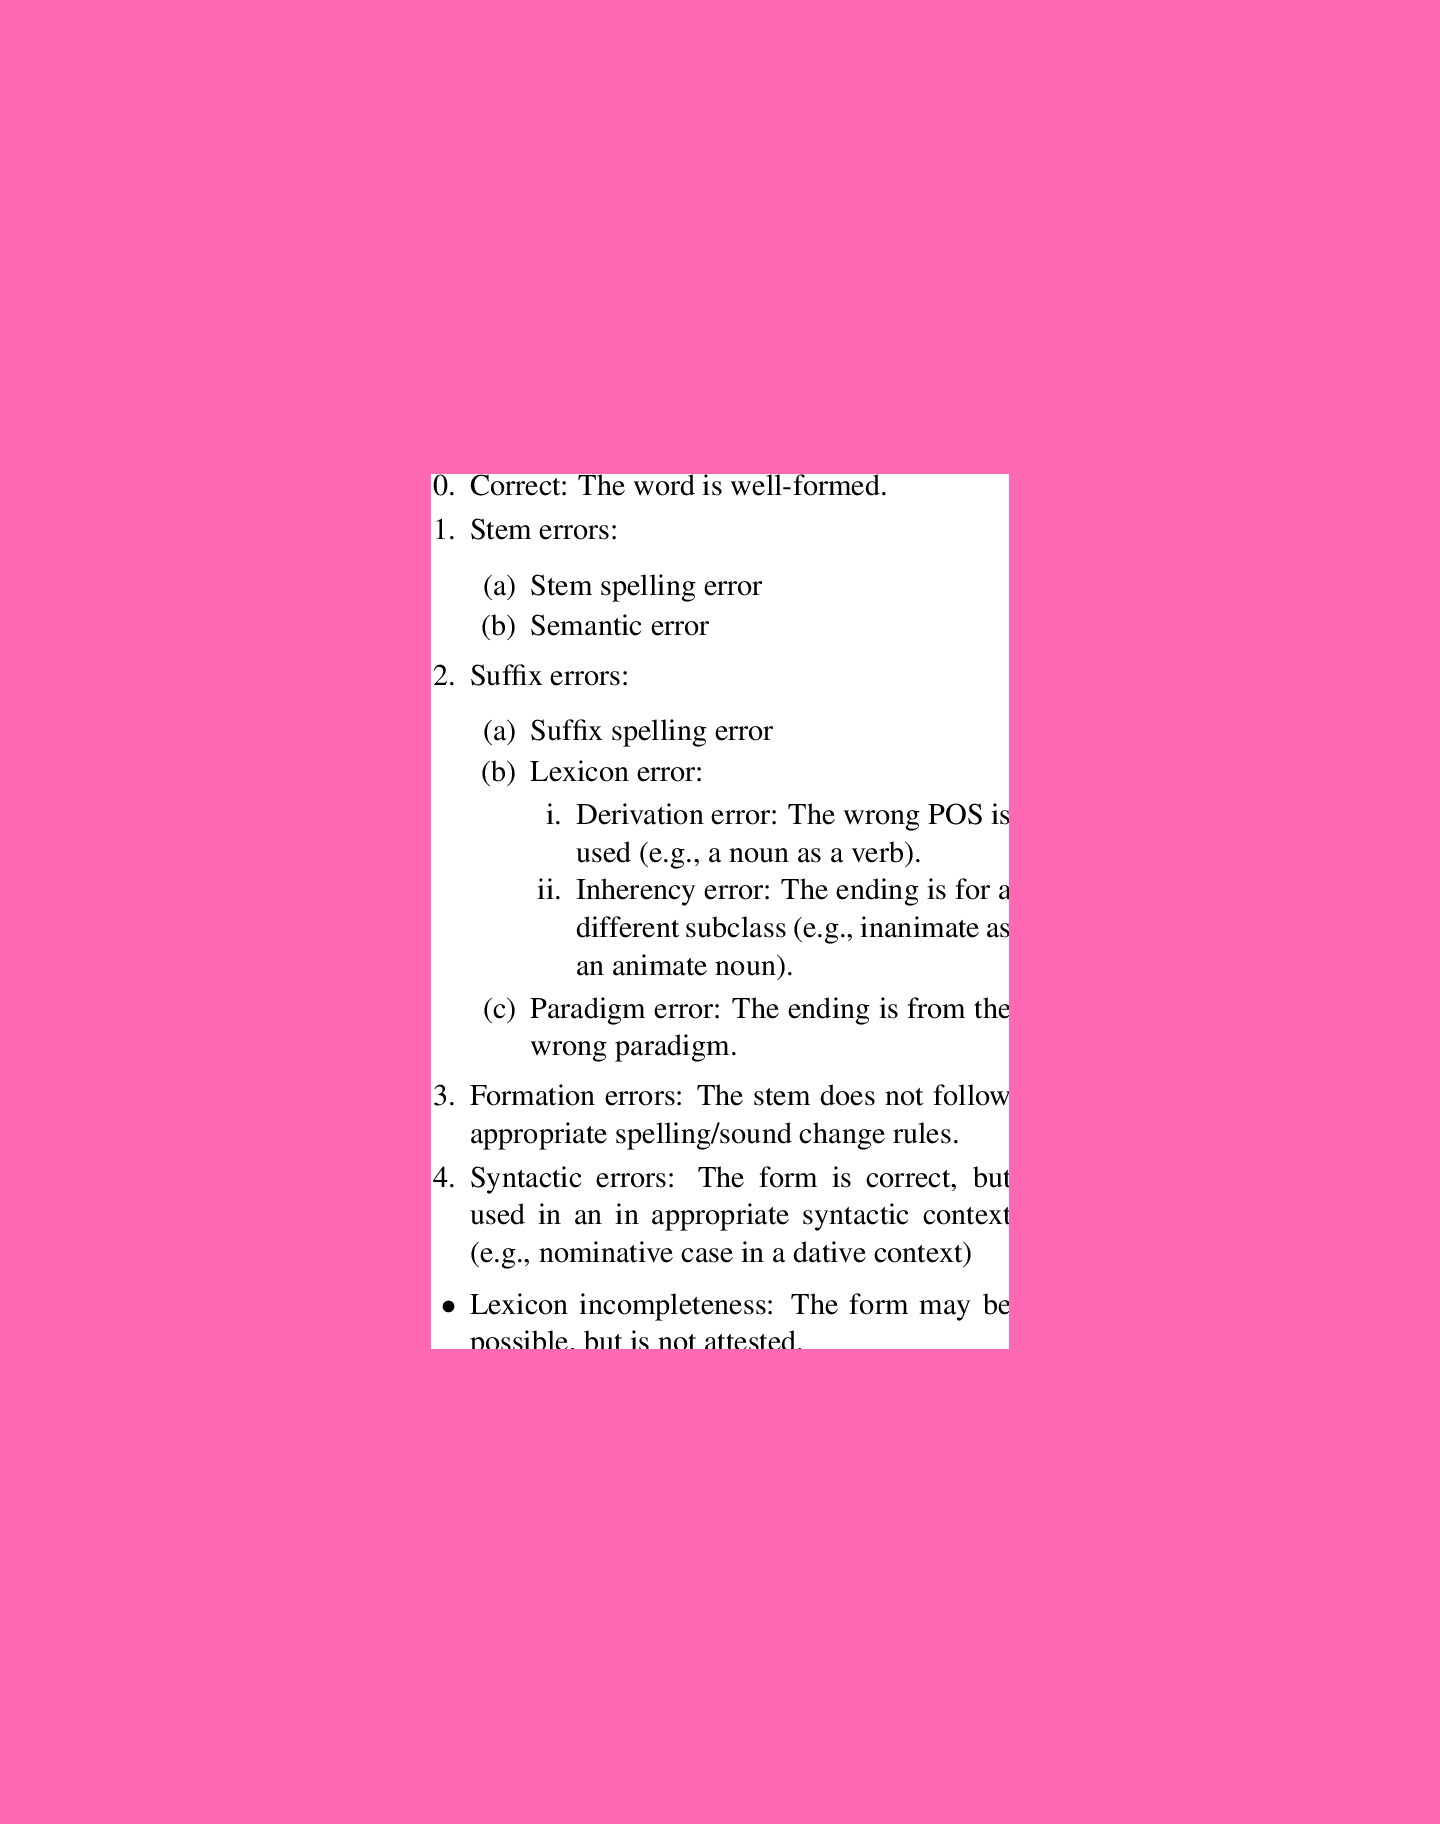 0. Correct: The word is well-formed.
1. Stem errors:
(a) Stem spelling error
(b) Semantic error
2. Suffix errors:
(a) Suffix spelling error
(b) Lexicon error:
i. Derivation error: The wrong POS is
used (e.g., a noun as a verb).
ii. Inherency error: The ending is for a
different subclass (e.g., inanimate as
an animate noun).
(c) Paradigm error: The ending is from the
wrong paradigm.
3. Formation errors: The stem does not follow
appropriate spelling/sound change rules.
4. Syntactic errors: The form is correct, but
used in an in appropriate syntactic context
(e.g., nominative case in a dative context)
• Lexicon incompleteness: The form may be
possible, but is not attested.